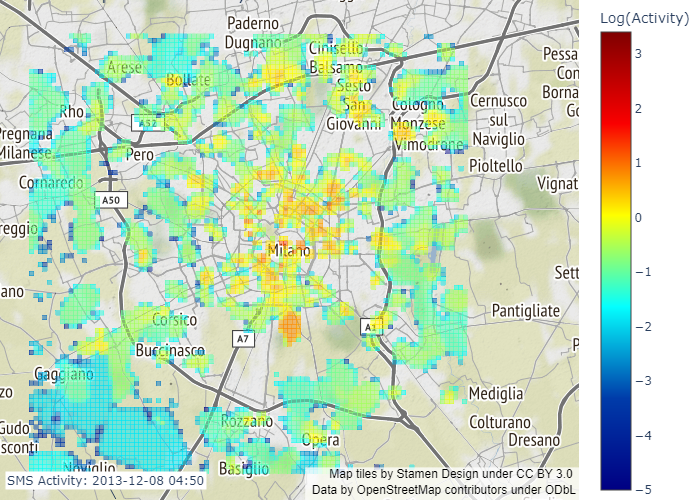 Log(Activity)
Paderno
Dugnano
Cinisello
Balsamo
Arese
Bollate
Sesto
San
Giovanni
Rho
A52
Cologno
Monzese
Vimodrone
Cernusco
sul
Naviglio
Pessa
Con
Borna
Go
Pregnana
Milanese
Pero
Pioltello
Cornaredo
A50
Vignat
reggio
Milano
Sett
ano
Corsico
A7
A1
Pantigliate
Buccinasco
P
Gaggiano
zo
Mediglia
Gudo
sconti
Rozzano
Colturano
Dresano
Opera
Noviglio
Basiglio
SMS Activity: 2013-12-08 04:50
Map tiles by Stamen Design under CC BY 3.0
Data by OpenStreetMap contributors under ODbL
3
2
1
0
−1
−2
−3
−4
−5